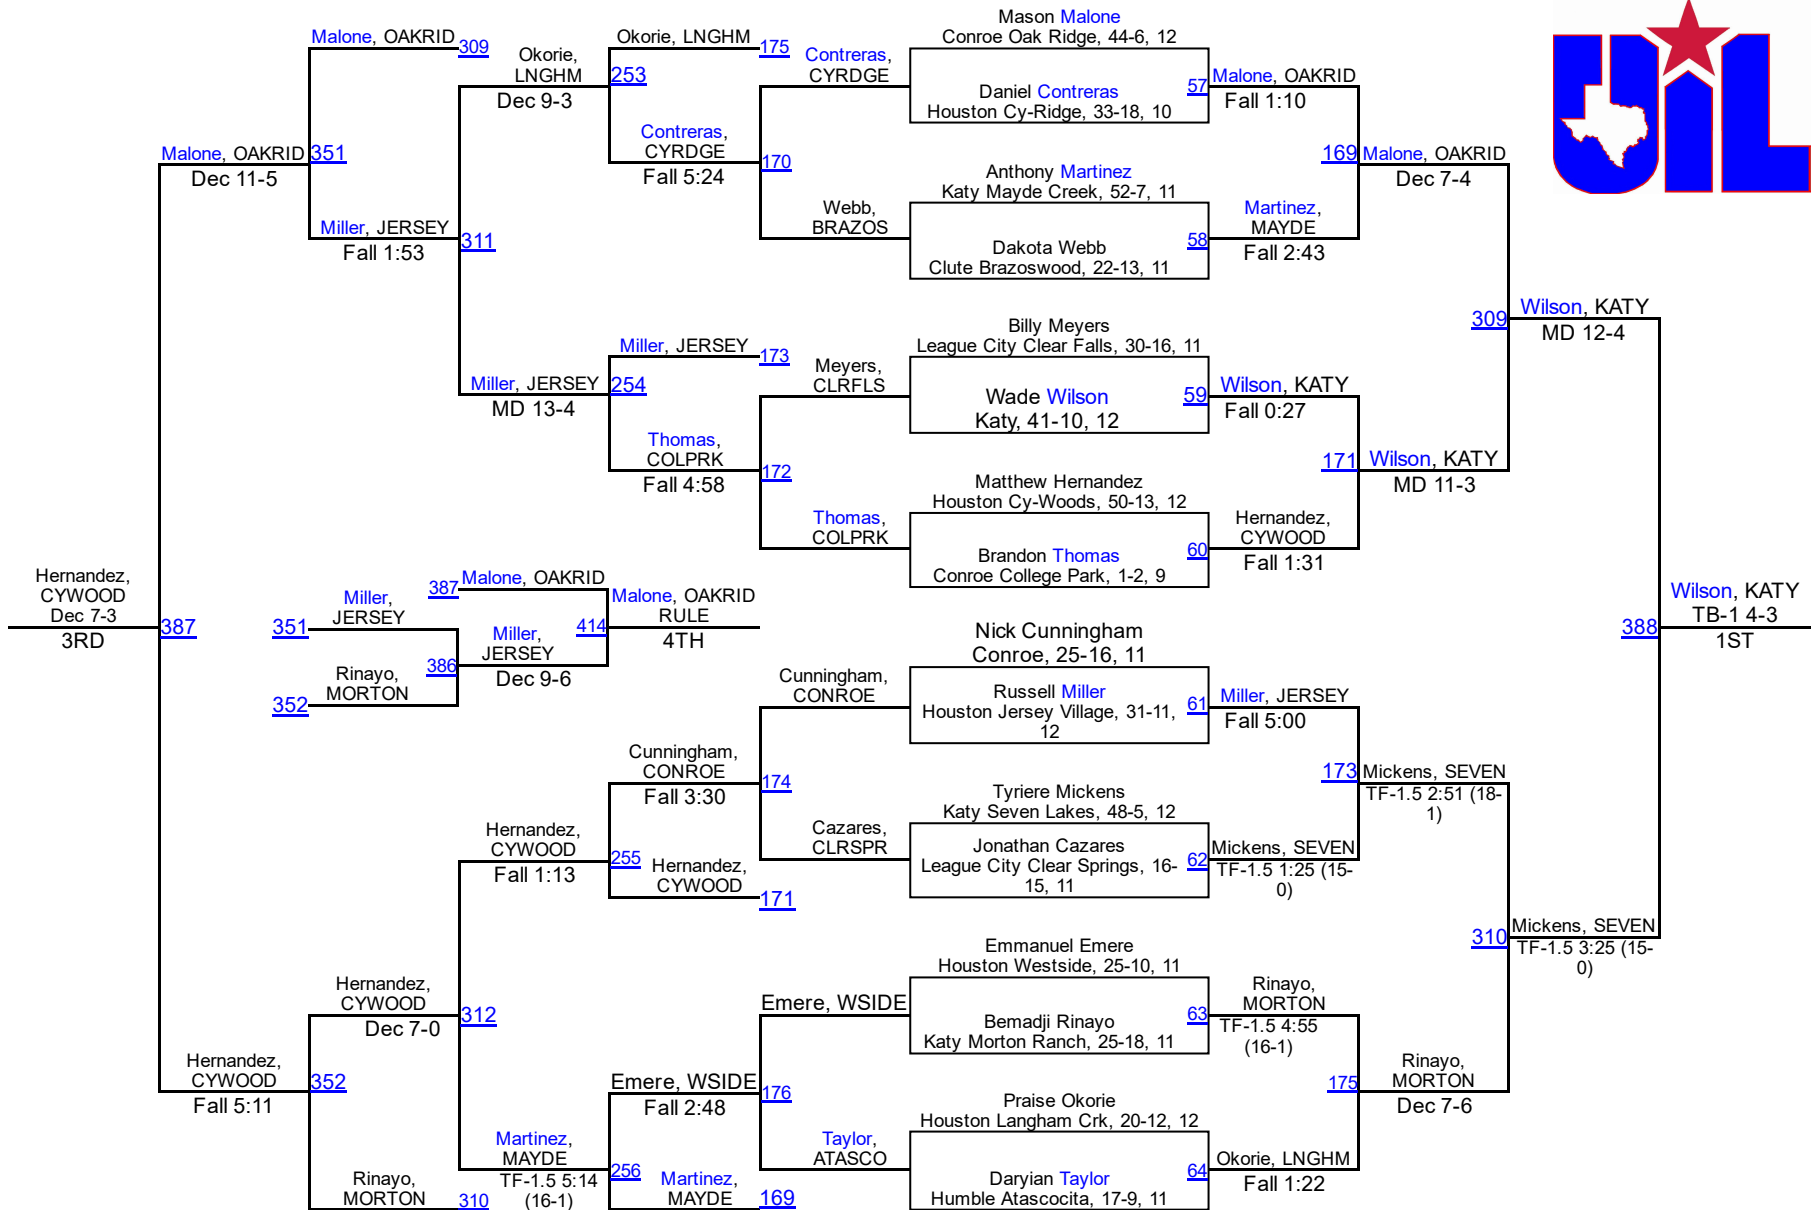 Malone, OAKRID
309
351
Malone, OAKRID
Dec 11-5
Miller, JERSEY
Fall 1:53
311
Okorie,
LNGHM
Dec 9-3
253
Okorie, LNGHM
175
Contreras,
CYRDGE
Fall 5:24
170
Contreras,
CYRDGE
Webb,
BRAZOS
Miller, JERSEY
MD 13-4
254
Miller, JERSEY
173
Thomas,
COLPRK
Fall 4:58
172
Meyers,
CLRFLS
Thomas,
COLPRK
Mason Malone
Conroe Oak Ridge, 44-6, 12
Daniel Contreras
Houston Cy-Ridge, 33-18, 10
57
Malone, OAKRID
Fall 1:10
Anthony Martinez
Katy Mayde Creek, 52-7, 11
Dakota Webb
Clute Brazoswood, 22-13, 11
58
Martinez,
MAYDE
Fall 2:43
169
Malone, OAKRID
Dec 7-4
Billy Meyers
League City Clear Falls, 30-16, 11
Wade Wilson
Katy, 41-10, 12
59
Wilson, KATY
Fall 0:27
Matthew Hernandez
Houston Cy-Woods, 50-13, 12
Brandon Thomas
Conroe College Park, 1-2, 9
60
Hernandez,
CYWOOD
Fall 1:31
171
Wilson, KATY
MD 11-3
309
Wilson, KATY
MD 12-4
UIL
Hernandez,
CYWOOD
Dec 7-3
3RD
387
351
Miller,
JERSEY
352
Rinayo,
MORTON
386
387
Malone, OAKRID
Miller,
JERSEY
Dec 9-6
414
Malone, OAKRID
RULE
4TH
388
Wilson, KATY
TB-1 4-3
1ST
Nick Cunningham
Conroe, 25-16, 11
Russell Miller
Houston Jersey Village, 31-11,
12
61
Miller, JERSEY
Fall 5:00
Tyriere Mickens
Katy Seven Lakes, 48-5, 12
Jonathan Cazares
League City Clear Springs, 16-
15, 11
62
Mickens, SEVEN
TF-1.5 1:25 (15-
0)
173
Mickens, SEVEN
TF-1.5 2:51 (18-
1)
Emmanuel Emere
Houston Westside, 25-10, 11
Bemadji Rinayo
Katy Morton Ranch, 25-18, 11
63
Rinayo,
MORTON
TF-1.5 4:55
(16-1)
Praise Okorie
Houston Langham Crk, 20-12, 12
Daryian Taylor
Humble Atascocita, 17-9, 11
64
Okorie, LNGHM
Fall 1:22
175
Rinayo,
MORTON
Dec 7-6
310
Mickens, SEVEN
TF-1.5 3:25 (15-
0)
Cunningham,
CONROE
Cazares,
CLRSPR
174
Cunningham,
CONROE
Fall 3:30
255
Hernandez,
CYWOOD
171
Hernandez,
CYWOOD
Fall 1:13
312
Hernandez,
CYWOOD
Dec 7-0
Hernandez,
CYWOOD
Fall 5:11
352
Rinayo,
MORTON
310
Emere, WSIDE
Taylor,
ATASCO
176
Emere, WSIDE
Fall 2:48
256
Martinez,
MAYDE
169
Martinez,
MAYDE
TF-1.5 5:14
(16-1)